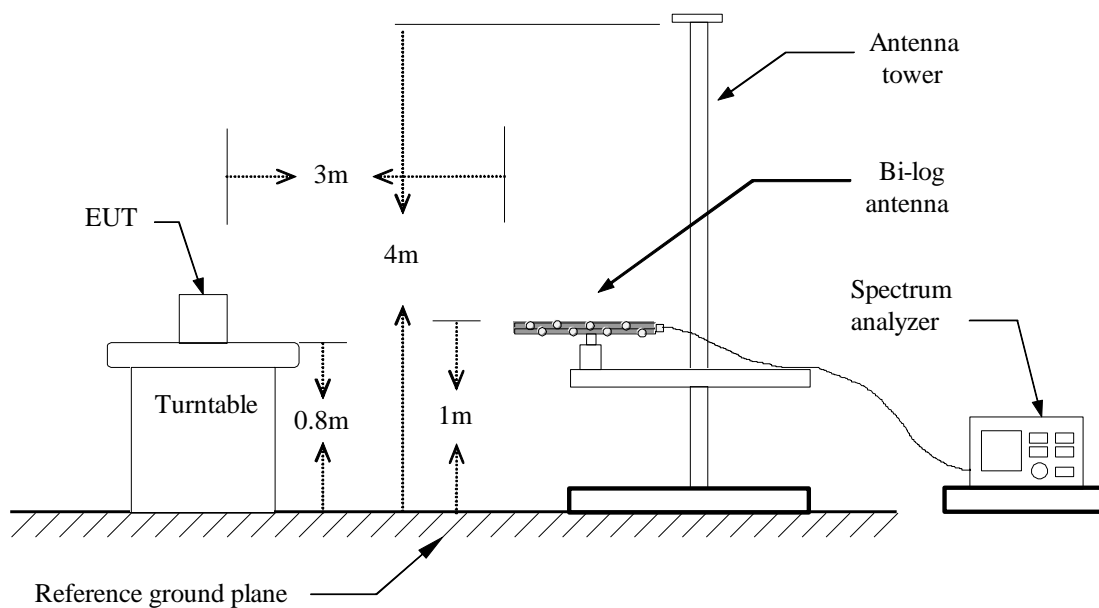 Antenna
tower
3m
Bi-log
antenna
EUT
4m
Spectrum
analyzer
Turntable
0.8m
1m
Reference ground plane